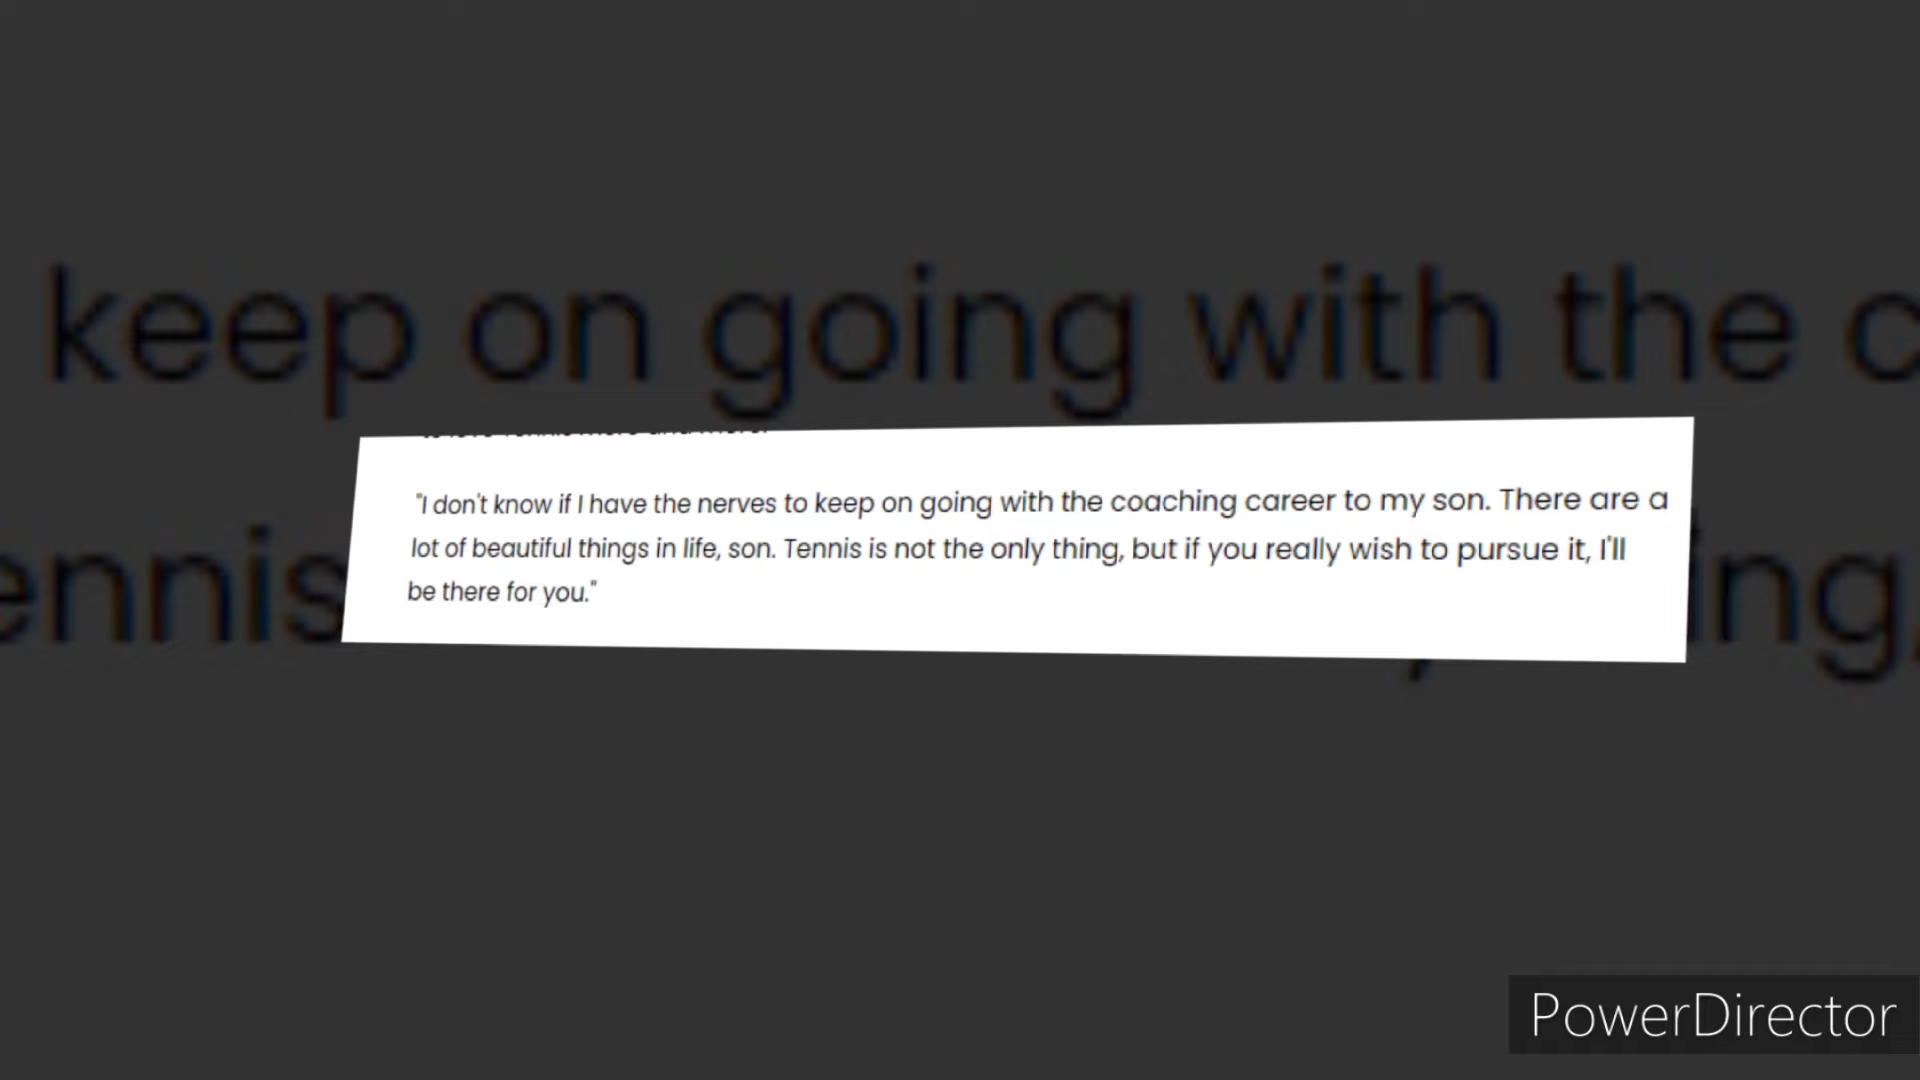 keep on going with the
"I don't know if I have the nerves to keep on going with the coaching career to my son. There are a
lot of beautiful things in life, son. Tennis is not the only thing, but if you really wish to pursue it, I'll
be there for you."
PowerDirector